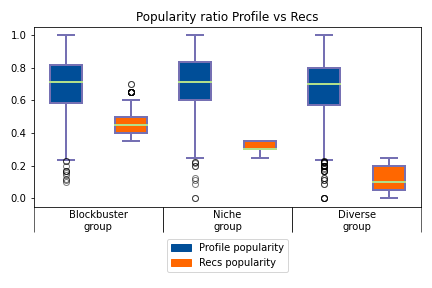 Popularity ratio Profile vs Recs
1.0
0.8
0.6
0.4
0.2
0.0
Blockbuster
group
Niche
group
Diverse
group
Profile popularity
Recs popularity